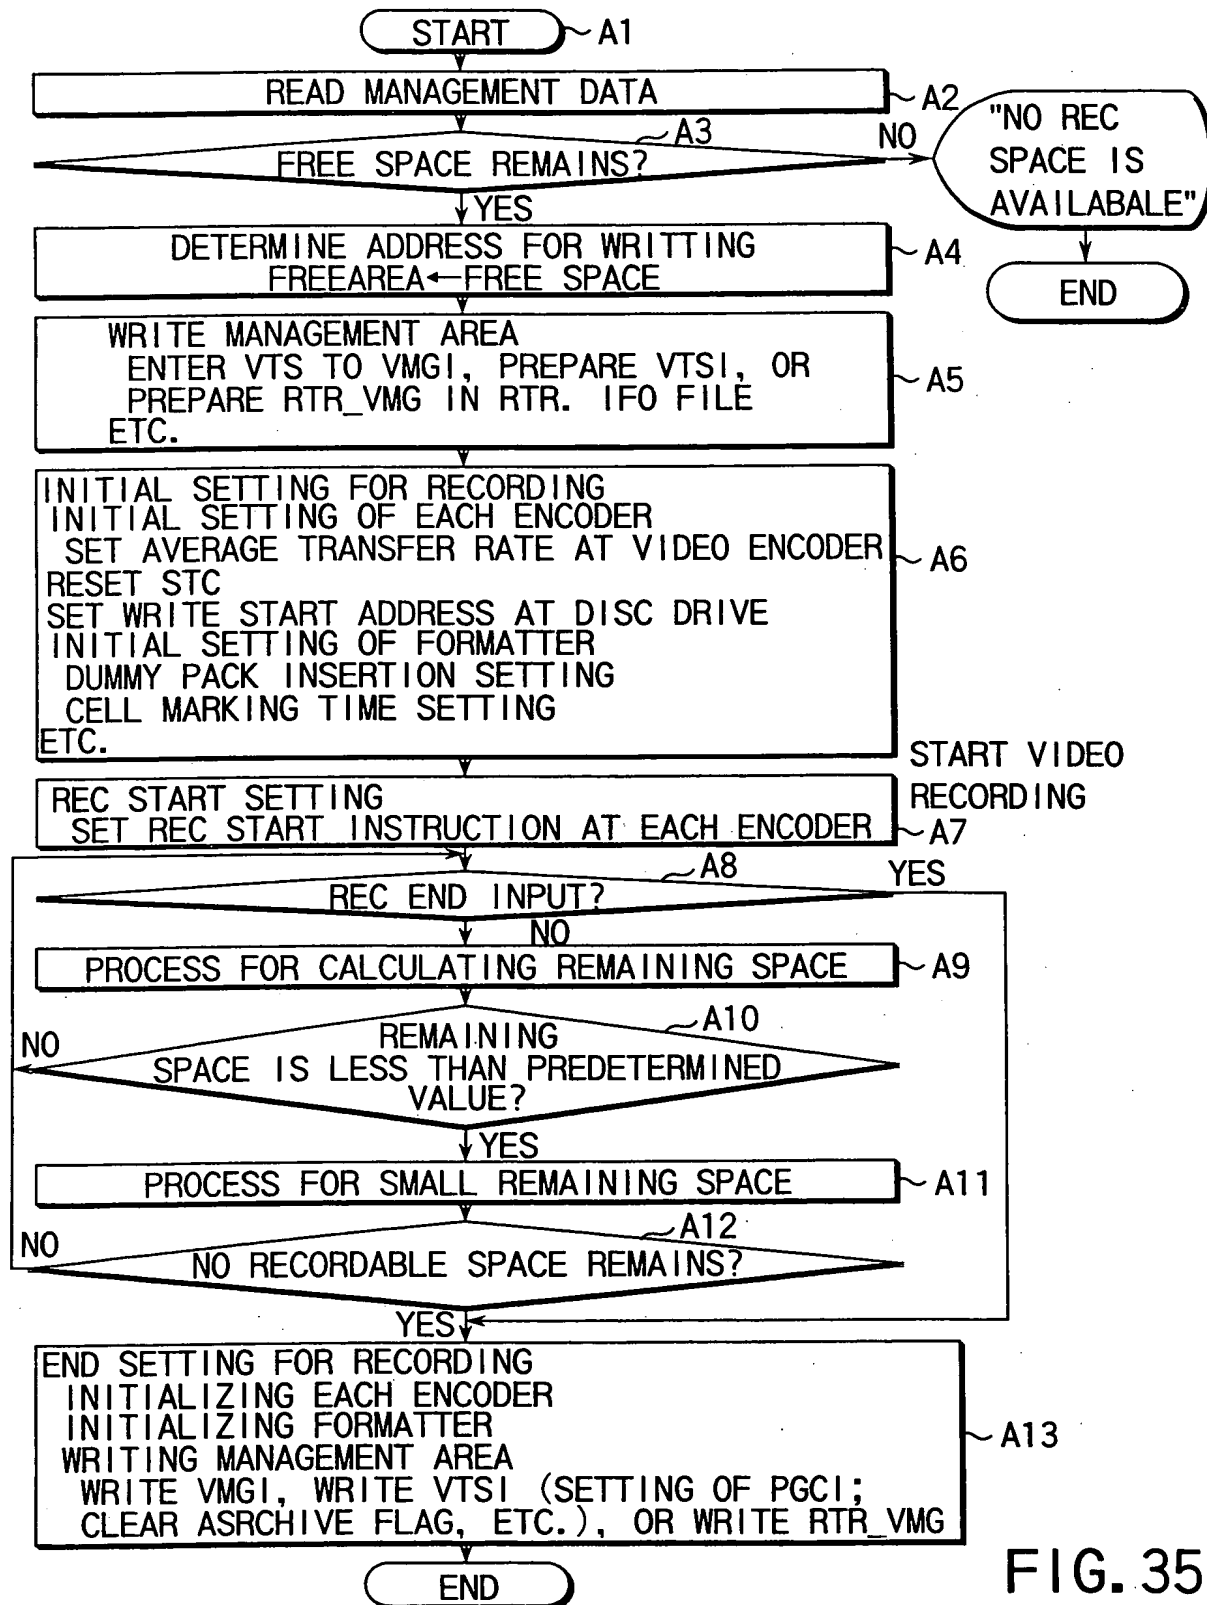 START
A1
READ MANAGEMENT DATA
A2
A3
FREE SPACE REMAINS?
NO
"NO REC
SPACE IS
AVAILABALE"
END
YES
DETERMINE ADDRESS FOR WRITTING
FREEAREA←FREE SPACE
A4
WRITE MANAGEMENT AREA
ENTER VTS TO VMGI, PREPARE VTSI, OR
PREPARE RTR_VMG IN RTR. IFO FILE
ETC.
A5
INITIAL SETTING FOR RECORDING
INITIAL SETTING OF EACH ENCODER
SET AVERAGE TRANSFER RATE AT VIDEO ENCODER
RESET STC
SET WRITE START ADDRESS AT DISC DRIVE
INITIAL SETTING OF FORMATTER
DUMMY PACK INSERTION SETTING
CELL MARKING TIME SETTING
ETC.
A6
START VIDEO
RECORDING
REC START SETTING
SET REC START INSTRUCTION AT EACH ENCODER
A7
A8
REC END INPUT?
YES
NO
PROCESS FOR CALCULATING REMAINING SPACE
A9
A10
REMAINING
SPACE IS LESS THAN PREDETERMINED
VALUE?
NO
YES
PROCESS FOR SMALL REMAINING SPACE
A11
A12
NO RECORDABLE SPACE REMAINS?
NO
YES
END SETTING FOR RECORDING
INITIALIZING EACH ENCODER
INITIALIZING FORMATTER
WRITING MANAGEMENT AREA
WRITE VMGI, WRITE VTSI (SETTING OF PGCI;
CLEAR ASRCHIVE FLAG, ETC.), OR WRITE RTR_VMG
A13
END
FIG. 35